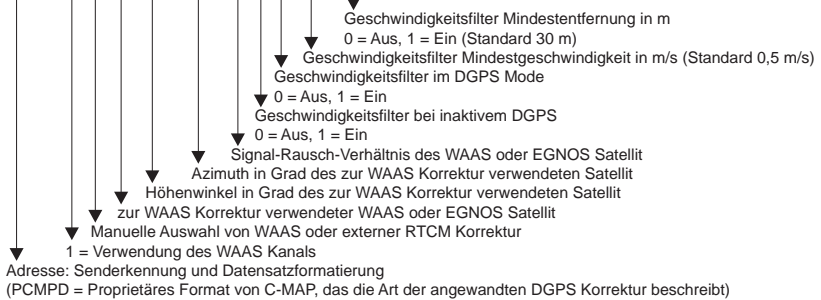 Geschwindigkeitsfilter Mindestentfernung in m
0 = Aus, 1 = Ein (Standard 30 m)
Geschwindigkeitsfilter Mindestgeschwindigkeit in m/s (Standard 0,5 m/s)
Geschwindigkeitsfilter im DGPS Mode
0 = Aus, 1 = Ein
Geschwindigkeitsfilter bei inaktivem DGPS
0 = Aus, 1 = Ein
Signal-Rausch-Verhältnis des WAAS oder EGNOS Satellit
Azimuth in Grad des zur WAAS Korrektur verwendeten Satellit
Höhenwinkel in Grad des zur WAAS Korrektur verwendeten Satellit
zur WAAS Korrektur verwendeter WAAS oder EGNOS Satellit
Manuelle Auswahl von WAAS oder externer RTCM Korrektur
1 = Verwendung des WAAS Kanals
Adresse: Senderkennung und Datensatzformatierung
(PCMPD = Proprietäres Format von C-MAP, das die Art der angewandten DGPS Korrektur beschreibt)